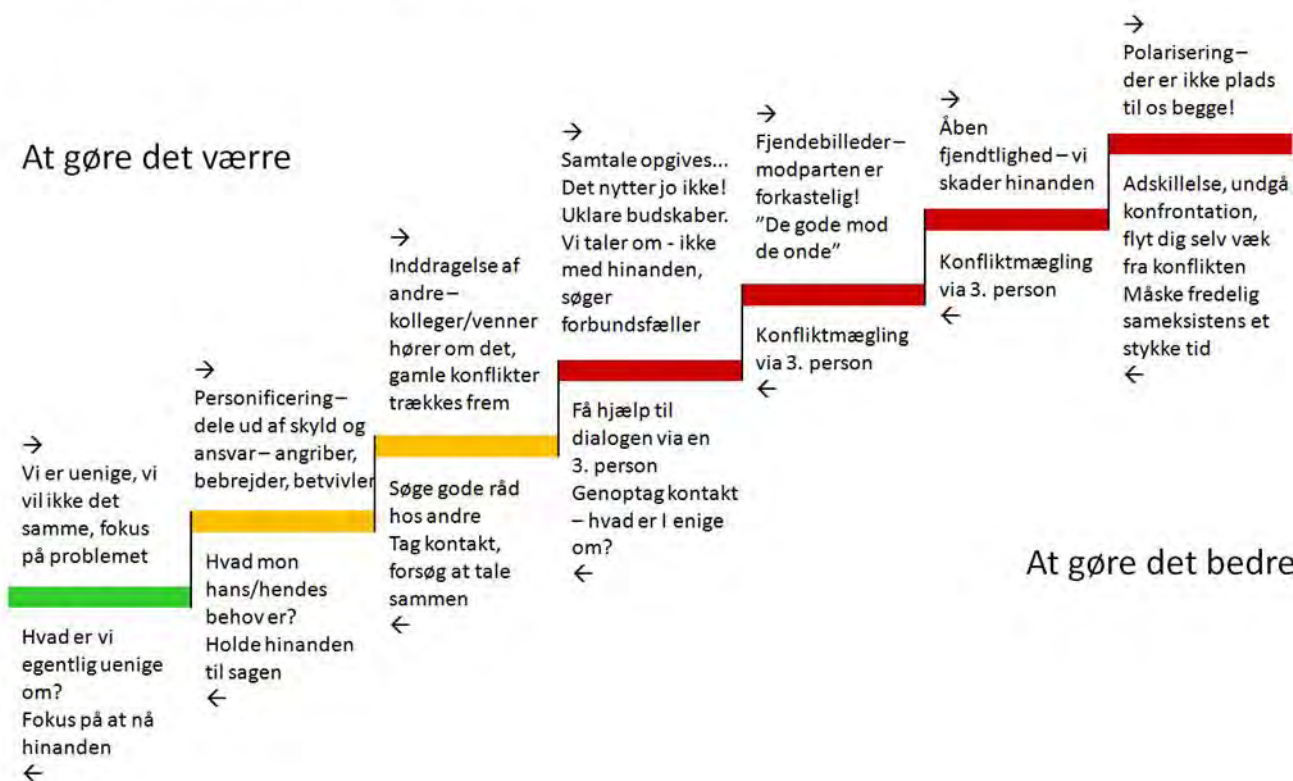 At gøre det værre
→
Vi er uenige, vi
vil ikke det
samme, fokus
på problemet
Hvad er vi
egentlig uenige
om?
Fokus på at nå
hinanden
←
→
Personificering –
dele ud af skyld og
ansvar – angriber,
bebrejder, betvivler
Hvad mon
hans/hendes
behov er?
Holde hinanden
til sagen
←
→
Inddragelse af
andre –
kolleger/venner
hører om det,
gamle konflikter
trækkes frem
Søge gode råd
hos andre
Tag kontakt,
forsøg at tale
sammen
←
→
Samtale opgives...
Det nytter jo ikke!
Uklare budskaber.
Vi taler om - ikke
med hinanden,
søger
forbundsfæller
Få hjælp til
dialogen via en
3. person
Genoptag kontakt
– hvad er I enige
om?
←
→
Fjendebilleder –
modparten er
forkastelig!
"De gode mod
de onde"
Konfliktmægling
via 3. person
←
→
Åben
fjendtlighed – vi
skader hinanden
Konfliktmægling
via 3. person
←
→
Polarisering –
der er ikke plads
til os begge!
Adskillelse, undgå
konfrontation,
flyt dig selv væk
fra konflikten
Måske fredelig
sameksistens et
stykke tid
←
At gøre det bedre